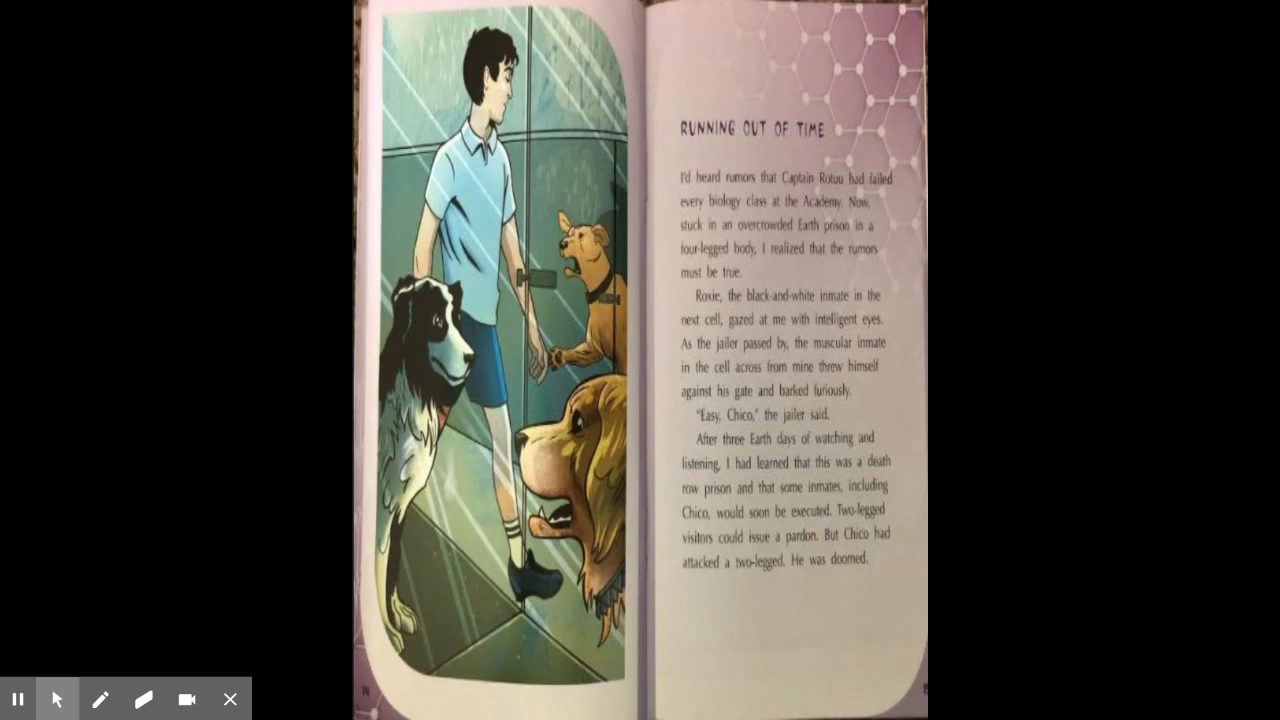 RUNNING OUT OF TIME
I'd heard rumors that Captain Rotuu had failed
every biology class at the Academy. Now,
stuck in an overcrowded Earth prison in a
four-legged body, I realized that the rumors
must be true.
Roxie, the black-and-white inmate in the
next cell, gazed at me with intelligent eyes.
As the jailer passed by, the muscular inmate
in the cell across from mine threw himself
against his gate and barked furiously.
"Easy, Chico," the jailer said.
After three Earth days of watching and
listening, I had learned that this was a death
row prison and that some inmates, including
Chico, would soon be executed. Two-legged
visitors could issue a pardon. But Chico had
attacked a two-legged. He was doomed.
14